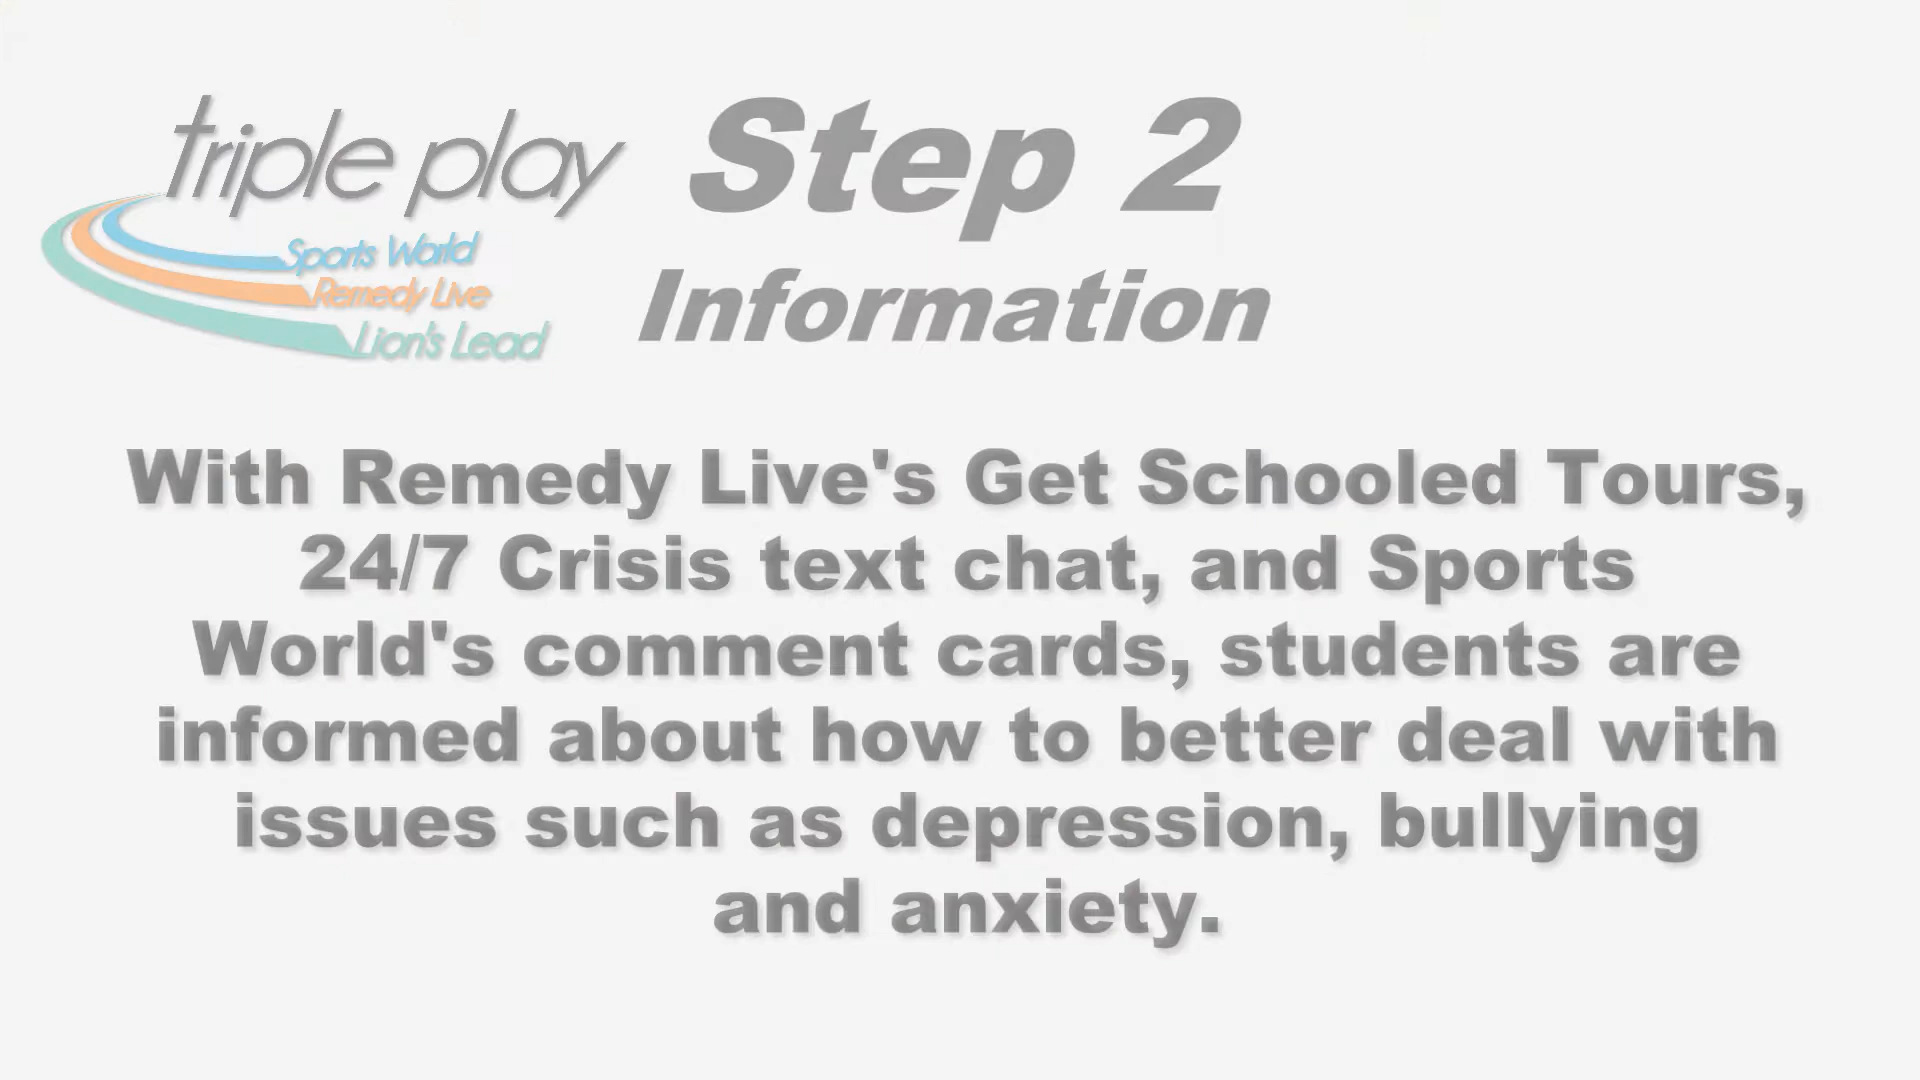 triple play
Sports World
Remedy Live
Lion's Lead
Step 2
Information
With Remedy Live's Get Schooled Tours,
24/7 Crisis text chat, and Sports
World's comment cards, students are
informed about how to better deal with
issues such as depression, bullying
and anxiety.